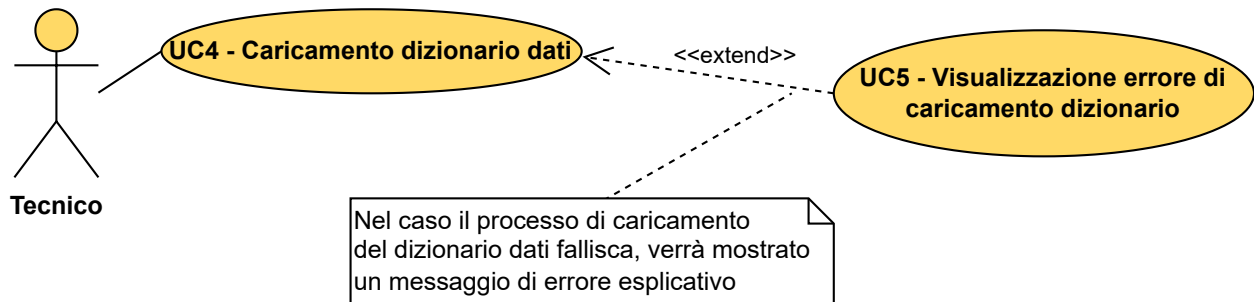 UC4 - Caricamento dizionario dati
<<extend>>
UC5 - Visualizzazione errore di
caricamento dizionario
Tecnico
Nel caso il processo di caricamento
del dizionario dati fallisca, verrà mostrato
un messaggio di errore esplicativo